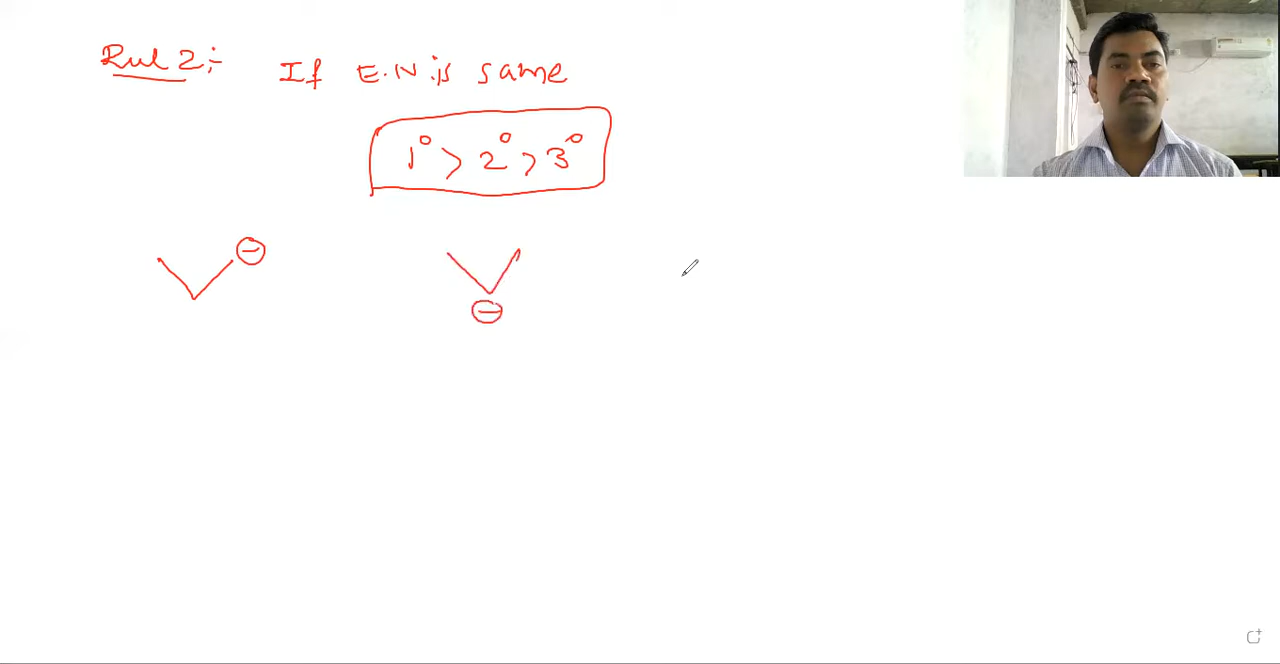 Rul 2:-
If E.N is same
1° > 2° > 3°
⊖
⊖